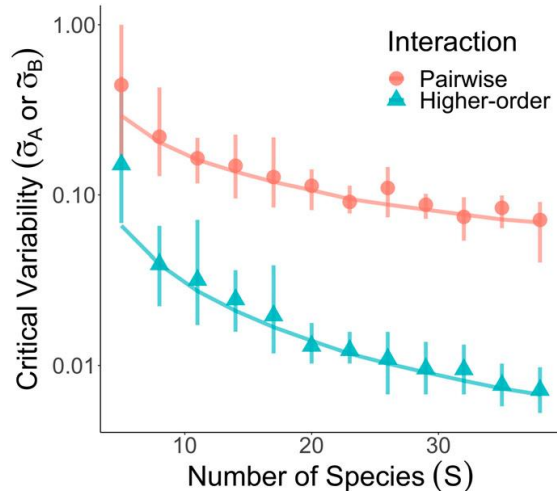 Interaction
Pairwise
Higher-order
Critical Variability (σ̃A or σ̃B)
1.00
0.10
0.01
10
20
30
Number of Species (S)